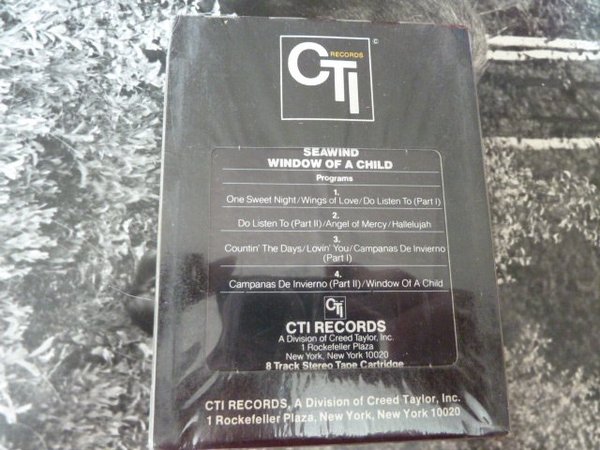 RECORDS
CTI
©
SEAWIND
WINDOW OF A CHILD
Programs
1.
One Sweet Night/Wings of Love/Do Listen To (Part I)
2.
Do Listen To (Part II)/Angel of Mercy/Hallelujah
3.
Countin' The Days/Lovin' You/Campanas De Invierno
(Part I)
4.
Campanas De Invierno (Part II)/Window Of A Child
CTI
CTI RECORDS
A Division of Creed Taylor, Inc.
1 Rockefeller Plaza
New York, New York 10020
8 Track Stereo Tape Cartridge
CTI RECORDS, A Division of Creed Taylor, Inc.
1 Rockefeller Plaza, New York, New York 10020